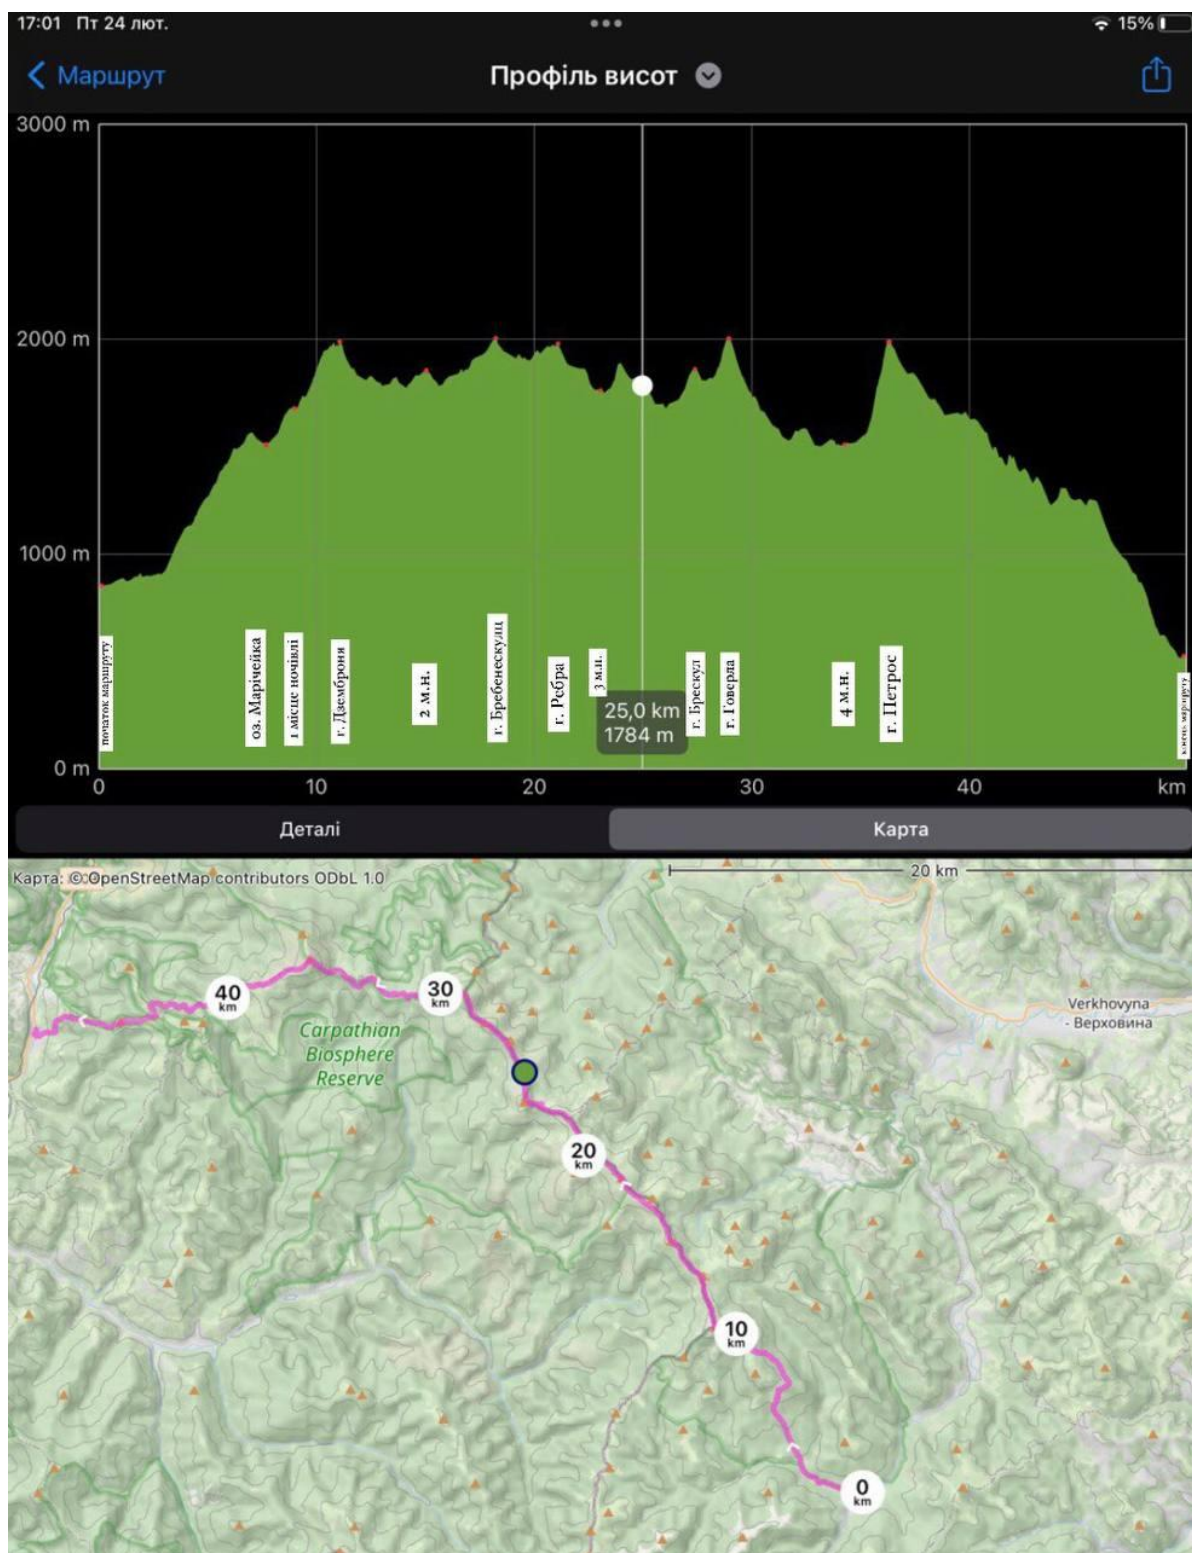 17:01 Пт 24 лют.
15%
Маршрут
Профіль висот
3000 m
2000 m
1000 m
0 m
початок маршруту
оз. Марічейка
1 місце ночівлі
г. Дземброня
2 м.н.
г. Бребенескулц
г. Ребра
3 м.н.
25,0 km
1784 m
г. Брескул
г. Говерла
4 м.н.
г. Петрос
маршруту
0 10 20 30 40 km
Деталі
Карта
Карта: © OpenStreetMap contributors ODbL 1.0
20 km
40
km
30
km
Carpathian
Biosphere
Reserve
Verkhovyna
- Верховина
20
km
10
km
0
km